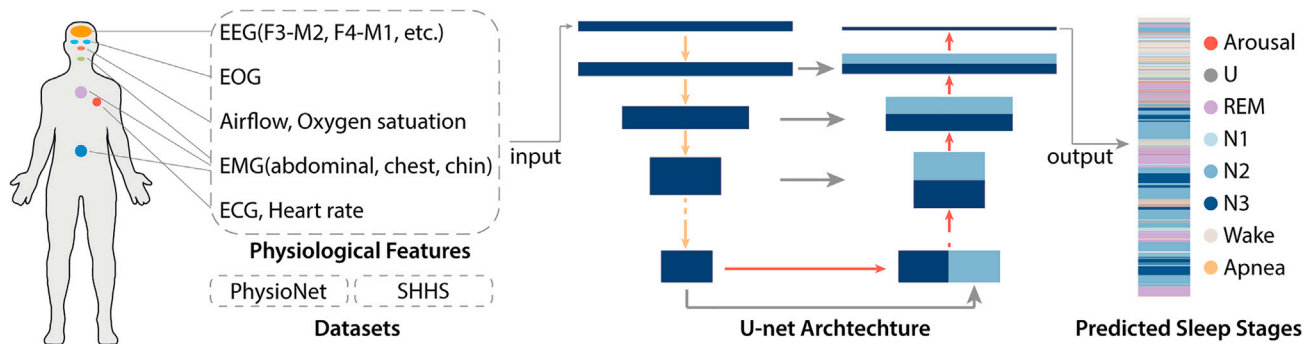 EEG(F3-M2, F4-M1, etc.)
EOG
Airflow, Oxygen satuation
EMG(abdominal, chest, chin)
ECG, Heart rate
Physiological Features
PhysioNet
SHHS
Datasets
input
U-net Archtechture
output
Arousal
U
REM
N1
N2
N3
Wake
Apnea
Predicted Sleep Stages